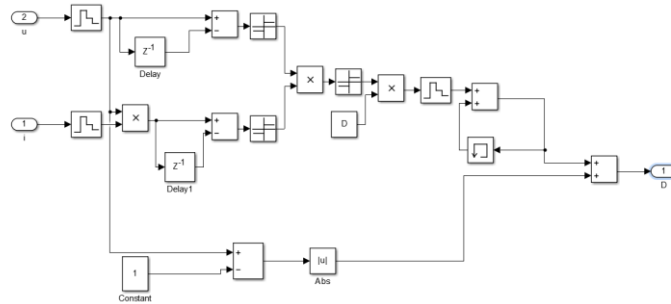 2
u
+
−
Z⁻¹
Delay
×
×
D
×
+
+
1
i
×
+
−
Z⁻¹
Delay1
+
+
1
D
+
−
|u|
Abs
1
Constant